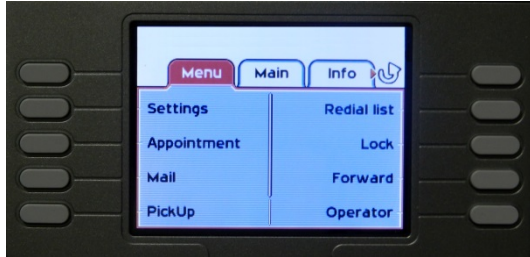 Menu Main Info
Settings Redial list
Appointment Lock
Mail Forward
PickUp Operator